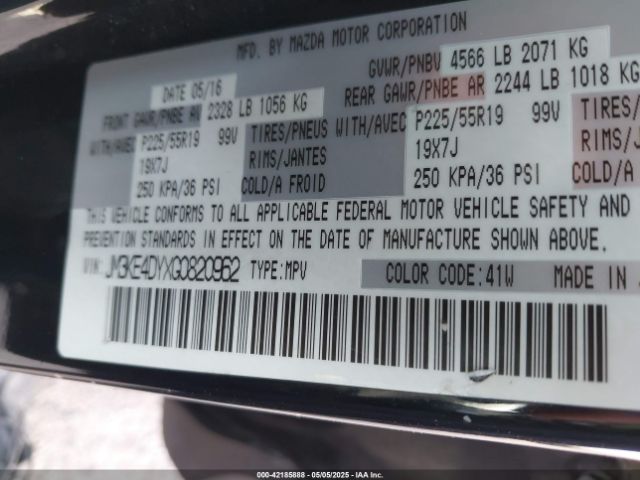 MFD. BY MAZDA MOTOR CORPORATION
DATE 05/16 GVWR/PNBV 4566 LB 2071 KG
FRONT GAWR/PNBE AV 2328 LB 1056 KG REAR GAWR/PNBE AR 2244 LB 1018 KG
WITH/AVEC P225/55R19 99V TIRES/PNEUS WITH/AVEC P225/55R19 99V TIRES/
19X7J RIMS/JANTES 19X7J RIMS/J
250 KPA/36 PSI COLD/A FROID 250 KPA/36 PSI COLD/A
THIS VEHICLE CONFORMS TO ALL APPLICABLE FEDERAL MOTOR VEHICLE SAFETY AND
PREVENTION STANDARDS IN EFFECT ON THE DATE OF MANUFACTURE SHOWN ABOVE.
VIN: JM3KE4DYXG0820952 TYPE:MPV COLOR CODE:41W MADE IN
000-42185888 - 05/05/2025 - IAA Inc.